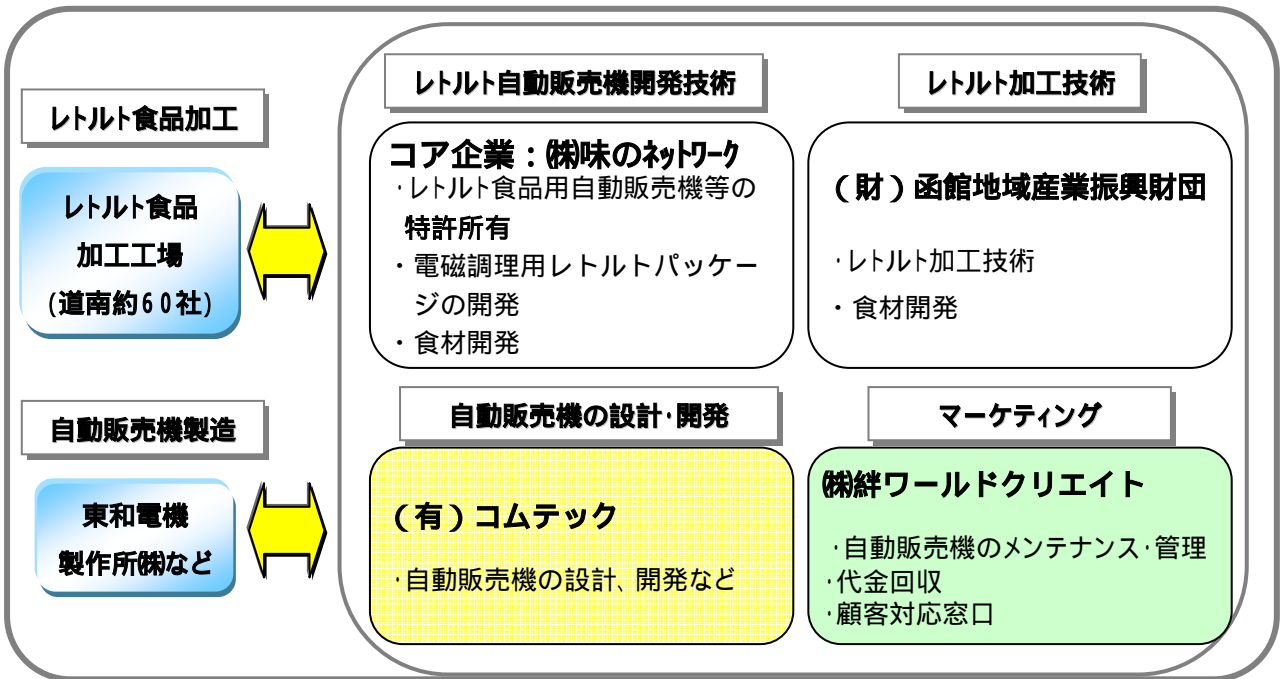 レトルト食品加工
レトルト食品
加工工場
(道南約60社)
自動販売機製造
東和電機
製作所㈱など
レトルト自動販売機開発技術
コア企業：㈱味のネットワーク
・レトルト食品用自動販売機等の
特許所有
・電磁調理用レトルトパッケー
ジの開発
・食材開発
レトルト加工技術
（財）函館地域産業振興財団
・レトルト加工技術
・食材開発
自動販売機の設計・開発
（有）コムテック
・自動販売機の設計、開発など
マーケティング
㈱絆ワールドクリエイト
・自動販売機のメンテナンス・管理
・代金回収
・顧客対応窓口